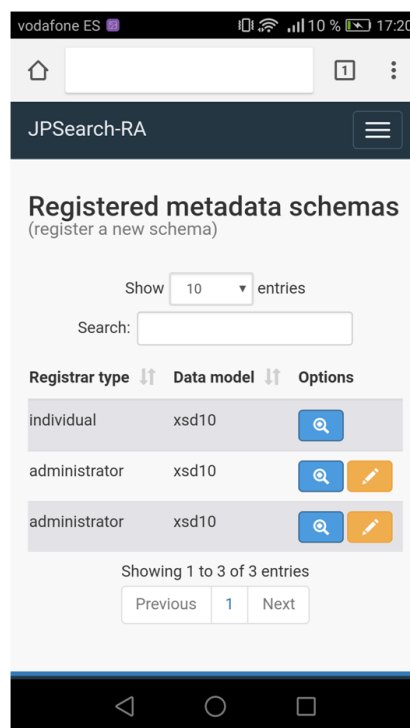 vodafone ES 10 % 17:20
1
JPSearch-RA
Registered metadata schemas
(register a new schema)
Show 10 entries
Search:
Registrar type Data model Options
individual xsd10
administrator xsd10
administrator xsd10
Showing 1 to 3 of 3 entries
Previous 1 Next